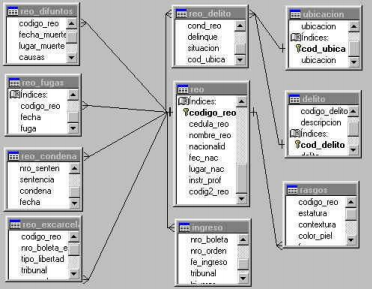 reo_difuntos
codigo_reo
fecha_muerte
lugar_muerte
causas
reo_fugas
Índices:
codigo_reo
fecha
fuga
reo_condena
nro_senten
sentencia
condena
fecha
reo_excarcela
codigo_reo
nro_boleta_e
tipo_libertad
tribunal
reo_delito
cond_reo
delinque
situacion
cod_ubica
reo
Índices:
codigo_reo
cedula_reo
nombre_reo
nacionalid
fec_nac
lugar_nac
instr_prof
codig2_reo
ingreso
nro_boleta
nro_orden
fe_ingreso
tribunal
ubicacion
ubicacion
Índices:
cod_ubica
ubicacion
delito
codigo_delito
descripcion
Índices:
cod_delito
rasgos
codigo_reo
estatura
contextura
color_piel